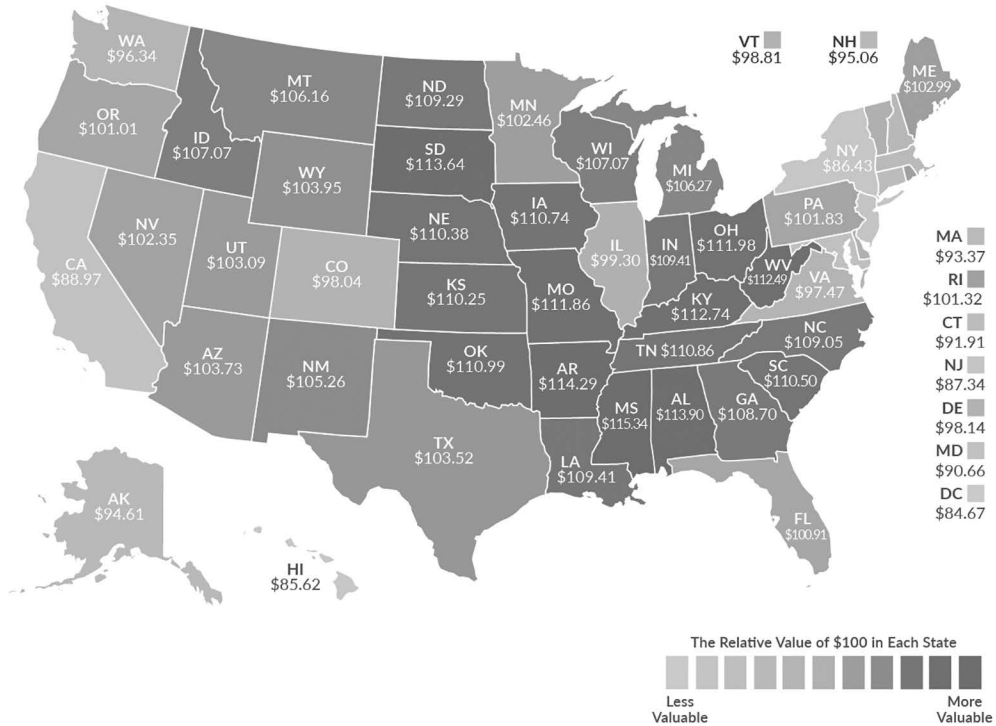 VT
$98.81
NH
$95.06
WA
$96.34
ME
$102.99
MT
$106.16
ND
$109.29
MN
$102.46
OR
$101.01
ID
$107.07
WI
$107.07
NY
$86.43
SD
$113.64
MI
$106.27
WY
$103.95
IA
$110.74
PA
$101.83
NE
$110.38
NV
$102.35
UT
$103.09
OH
$111.98
IL
$99.30
IN
$109.41
CA
$88.97
CO
$98.04
WV
$112.49
VA
$97.47
MA
$93.37
KS
$110.25
MO
$111.86
KY
$112.74
RI
$101.32
NC
$109.05
CT
$91.91
TN $110.86
AZ
$103.73
NM
$105.26
OK
$110.99
AR
$114.29
SC
$110.50
NJ
$87.34
MS
$115.34
AL
$113.90
GA
$108.70
DE
$98.14
TX
$103.52
LA
$109.41
MD
$90.66
AK
$94.61
DC
$84.67
FL
$100.91
HI
$85.62
The Relative Value of $100 in Each State
Less
Valuable
More
Valuable